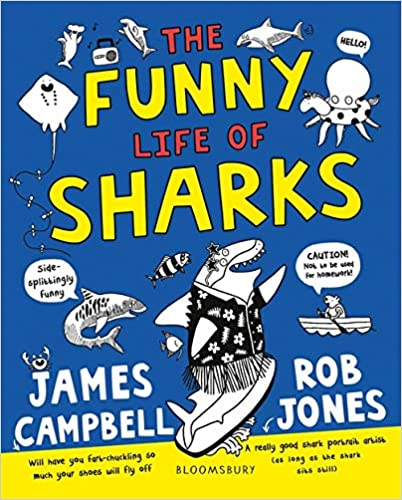 THE
FUNNY
LIFE OF
SHARKS
HELLO!
Side-
splittingly
funny
CAUTION!
Not to be used
for homework!
JAMES
CAMPBELL
ROB
JONES
Will have you fart-chuckling so
much your shoes will fly off
BLOOMSBURY
A really good shark portrait artist
(as long as the shark
sits still)